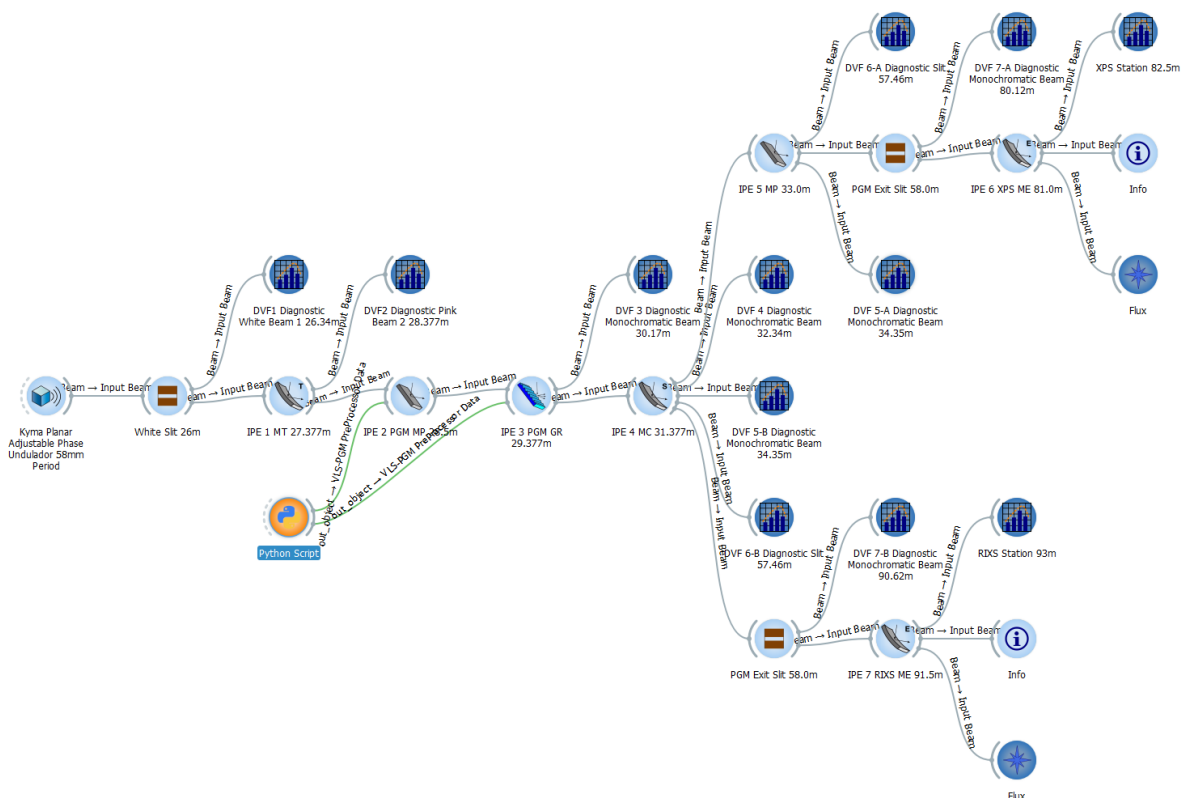 DVF 6-A Diagnostic Slit
57.46m
DVF 7-A Diagnostic
Monochromatic Beam
80.12m
XPS Station 82.5m
Beam → Input Beam
Beam → Input Beam
Beam → Input Beam
Beam → Input Beam
Beam → Input Beam
Beam → Input Beam
IPE 5 MP 33.0m
PGM Exit Slit 58.0m
E
IPE 6 XPS ME 81.0m
Info
Beam → Input Beam
Beam → Input Beam
Flux
Beam → Input Beam
Beam → Input Beam
DVF1 Diagnostic
White Beam 1 26.34m
DVF2 Diagnostic Pink
Beam 2 28.377m
DVF 3 Diagnostic
Monochromatic Beam
30.17m
DVF 4 Diagnostic
Monochromatic Beam
32.34m
DVF 5-A Diagnostic
Monochromatic Beam
34.35m
Beam → Input Beam
Beam → Input Beam
Beam → Input Beam
Beam → Input Beam
Beam → Input Beam
T
Beam → Input Beam
Beam → Input Beam
Beam → Input Beam
S
Kyma Planar
Adjustable Phase
Undulador 58mm
Period
White Slit 26m
IPE 1 MT 27.377m
IPE 2 PGM MP
IPE 3 PGM GR
29.377m
IPE 4 MC 31.377m
DVF 5-B Diagnostic
Monochromatic Beam
34.35m
out_object → VLS-PGM PreProcessor Data
out_object → VLS-PGM PreProcessor Data
Python Script
Beam → Input Beam
Beam → Input Beam
DVF 6-B Diagnostic Slit
57.46m
DVF 7-B Diagnostic
Monochromatic Beam
90.62m
RIXS Station 93m
Beam → Input Beam
Beam → Input Beam
Beam → Input Beam
E
Beam → Input Beam
PGM Exit Slit 58.0m
IPE 7 RIXS ME 91.5m
Info
Beam → Input Beam
Flux